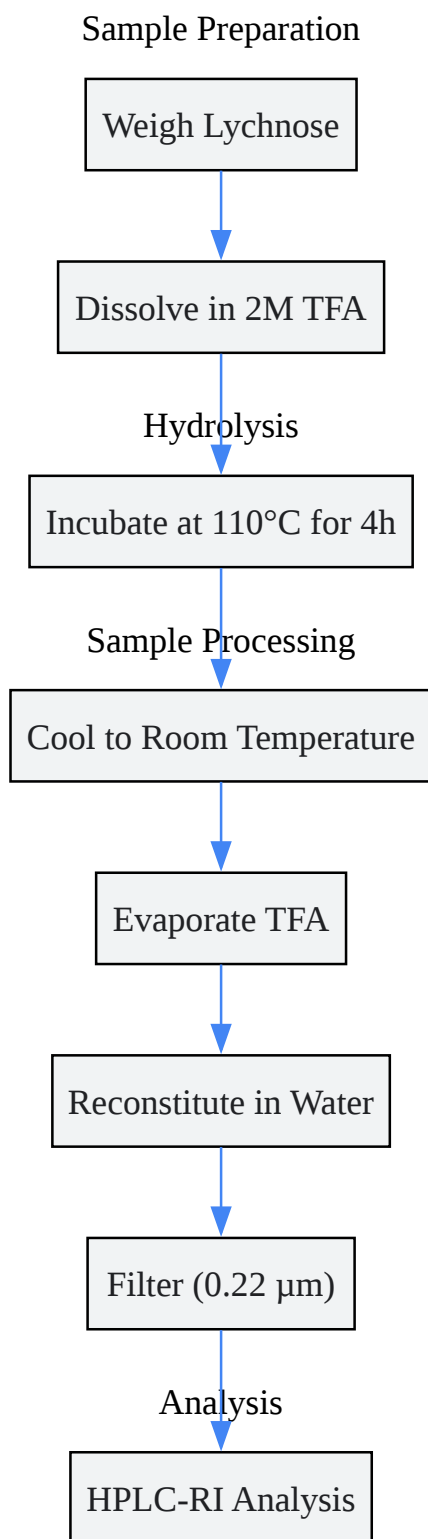 Sample Preparation
Weigh Lychnose
Dissolve in 2M TFA
Hydrolysis
Incubate at 110°C for 4h
Sample Processing
Cool to Room Temperature
Evaporate TFA
Reconstitute in Water
Filter (0.22 µm)
Analysis
HPLC-RI Analysis